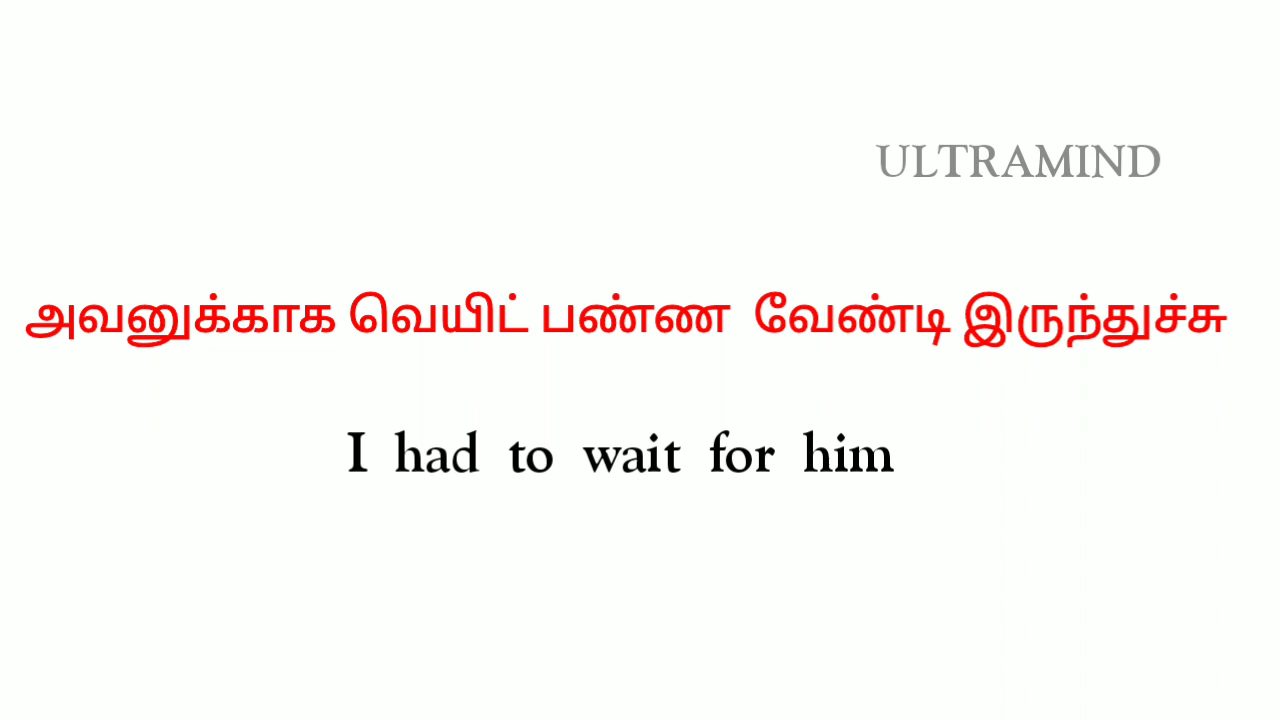 ULTRAMIND
அவனுக்காக வெயிட் பண்ண வேண்டி இருந்துச்சு
I had to wait for him